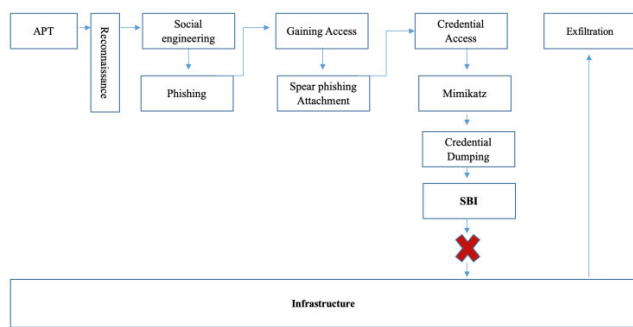 APT
Reconnaissance
Social
engineering
Phishing
Gaining Access
Spear phishing
Attachment
Credential
Access
Mimikatz
Credential
Dumping
SBI
Exfiltration
Infrastructure